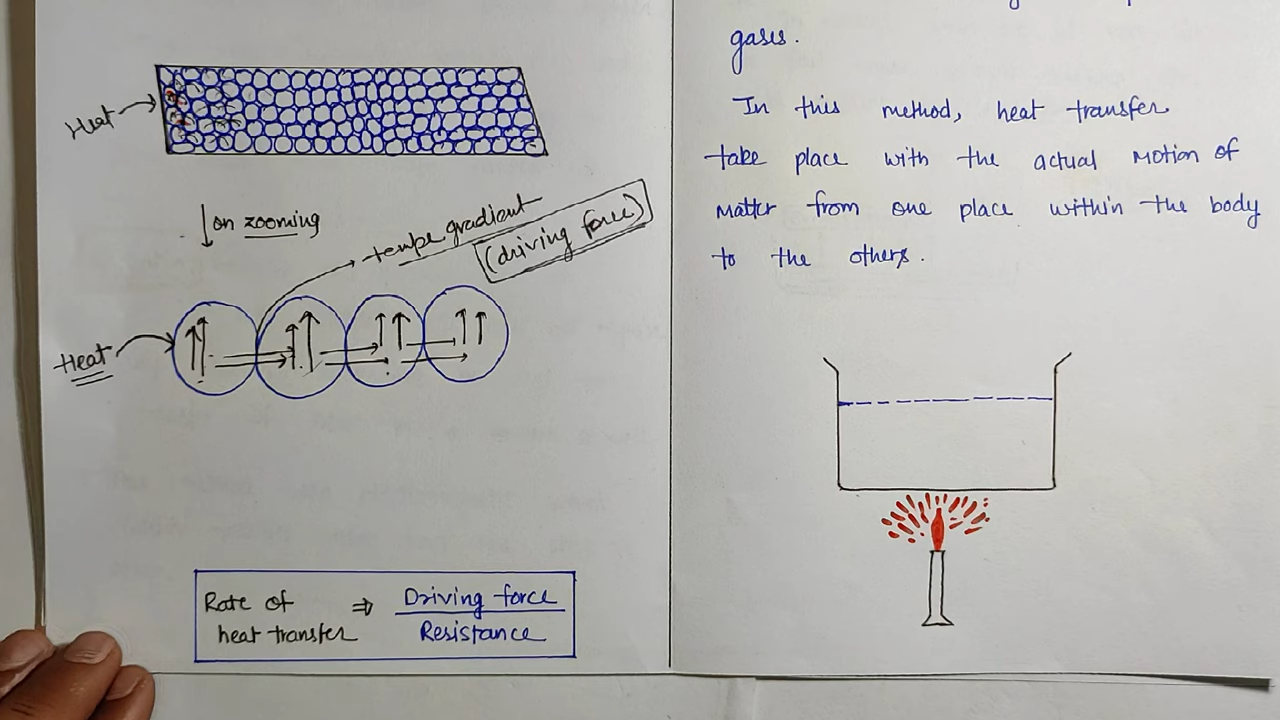 Heat
on zooming
tempe gradient
(driving force)
Heat
Rate of
heat transfer ⇒ Driving force
Resistance
gases.
In this method, heat transfer
take place with the actual motion of
matter from one place within the body
to the others.